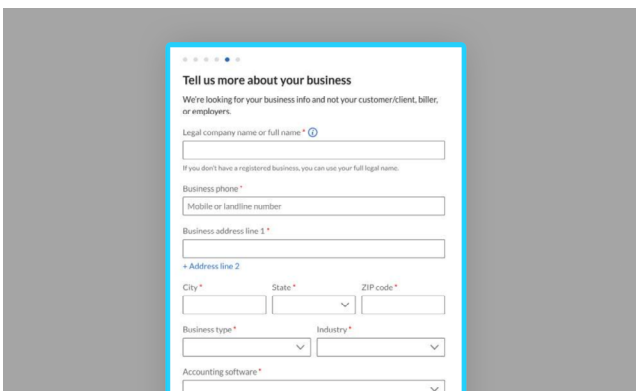 Tell us more about your business
We're looking for your business info and not your customer/client, biller,
or employers.
Legal company name or full name *
If you don't have a registered business, you can use your full legal name.
Business phone *
Mobile or landline number
Business address line 1 *
+ Address line 2
City * State * ZIP code *
Business type * Industry *
Accounting software *